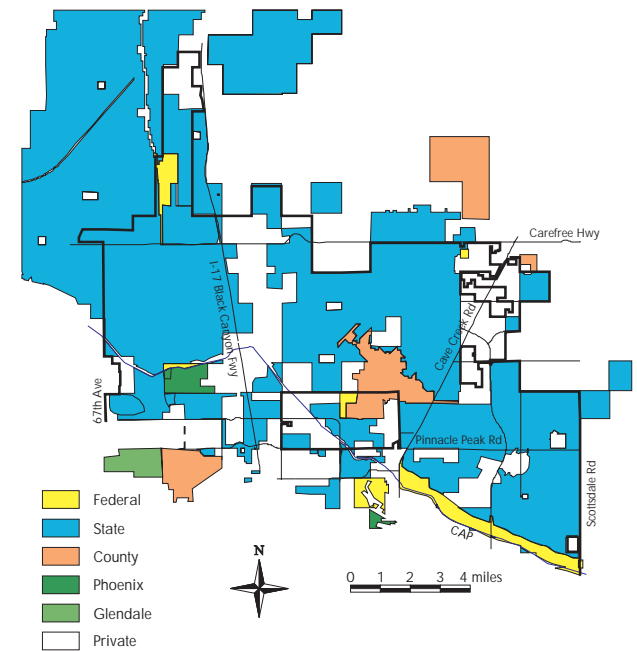 Carefree Hwy
I-17 Black Canyon Fwy
Cave Creek Rd
67th Ave
Pinnacle Peak Rd
Scottsdale Rd
CAP
Federal
State
County
Phoenix
Glendale
Private
N
0 1 2 3 4 miles